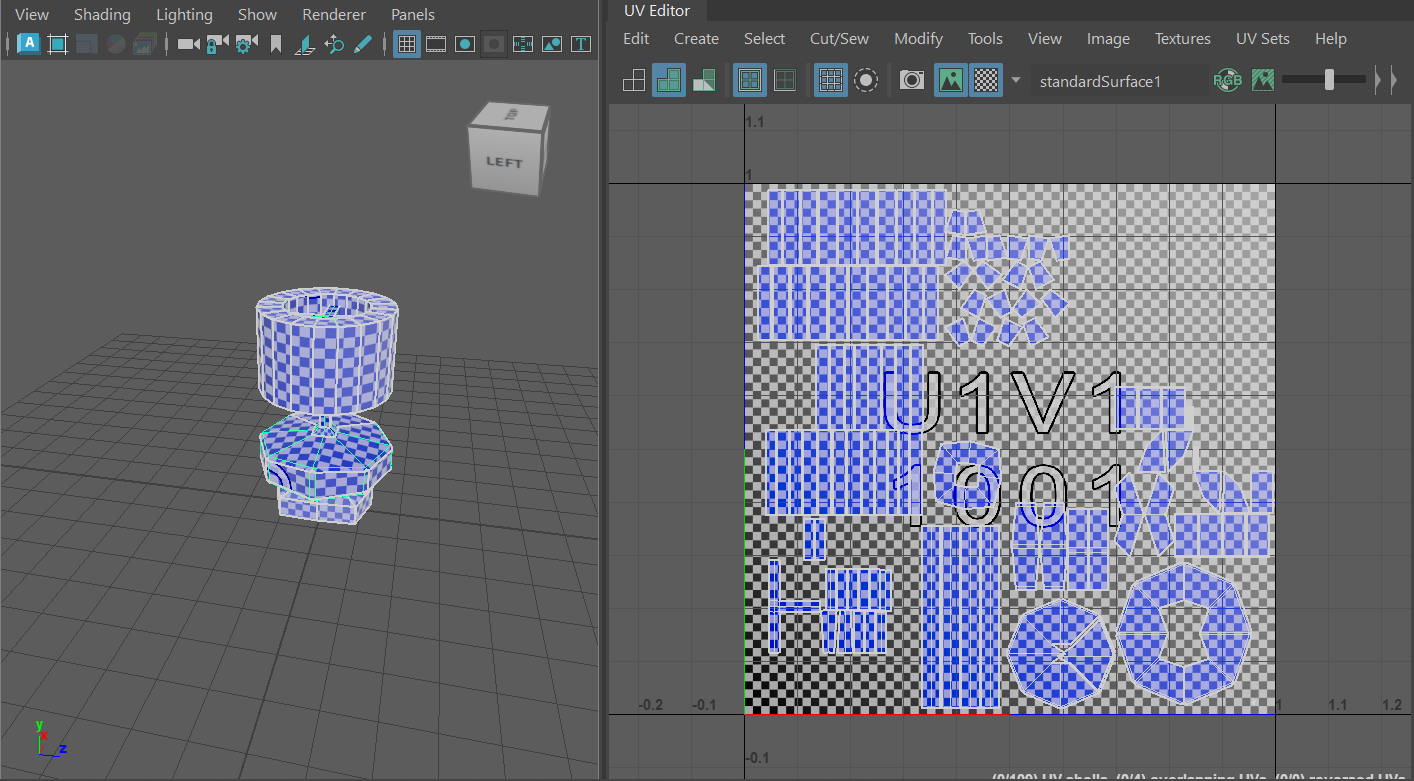 View Shading Lighting Show Renderer Panels
A T
TOP
LEFT
y
x
z
UV Editor
Edit Create Select Cut/Sew Modify Tools View Image Textures UV Sets Help
standardSurface1 RGB
1.1
1
U1V1
1001
-0.2 -0.1 1 1.1 1.2
-0.1
(0/109) UV shells, (0/4) overlapping UVs, (0/0) reversed UVs